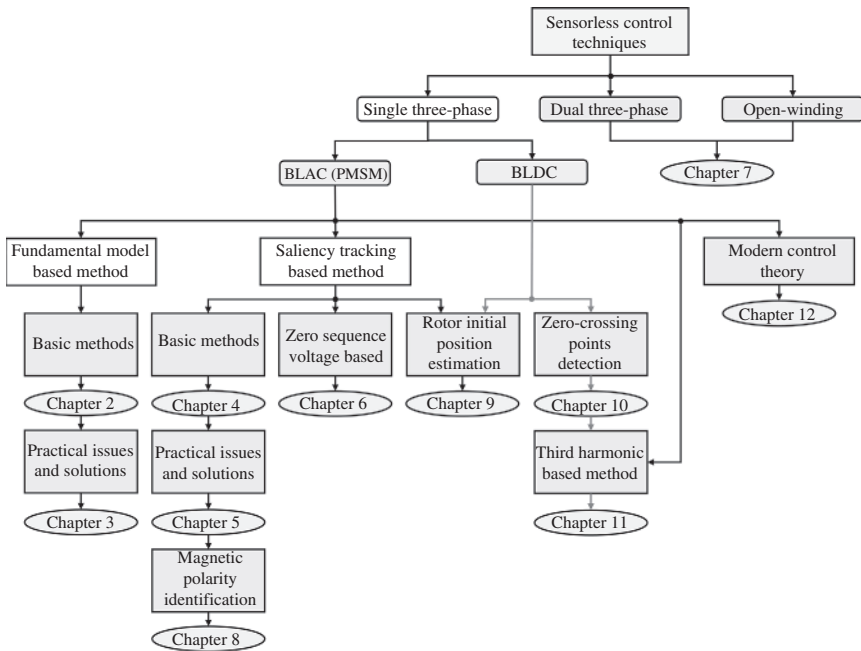 Sensorless control
techniques
Single three-phase
Dual three-phase
Open-winding
Chapter 7
BLAC (PMSM)
BLDC
Fundamental model
based method
Saliency tracking
based method
Modern control
theory
Chapter 12
Basic methods
Basic methods
Zero sequence
voltage based
Rotor initial
position
estimation
Zero-crossing
points
detection
Chapter 2
Chapter 4
Chapter 6
Chapter 9
Chapter 10
Practical issues
and solutions
Practical issues
and solutions
Third harmonic
based method
Chapter 3
Chapter 5
Chapter 11
Magnetic
polarity
identification
Chapter 8